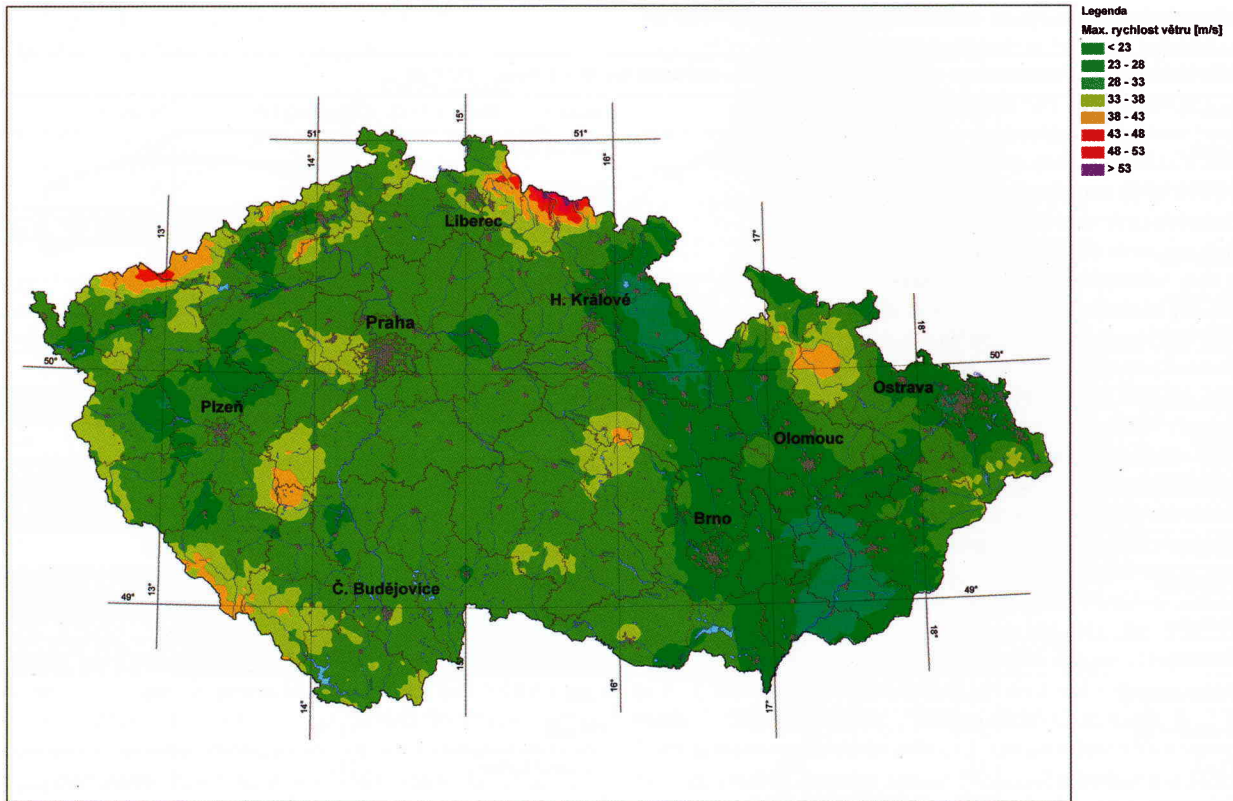 Legenda
Max. rychlost větru [m/s]
< 23
23 - 28
28 - 33
33 - 38
38 - 43
43 - 48
48 - 53
> 53
15°
51°
51°
14°
16°
Liberec
13°
17°
H. Králové
Praha
18°
50°
50°
Ostrava
Plzeň
Olomouc
Brno
Č. Budějovice
49°
13°
49°
18°
15°
14°
16°
17°